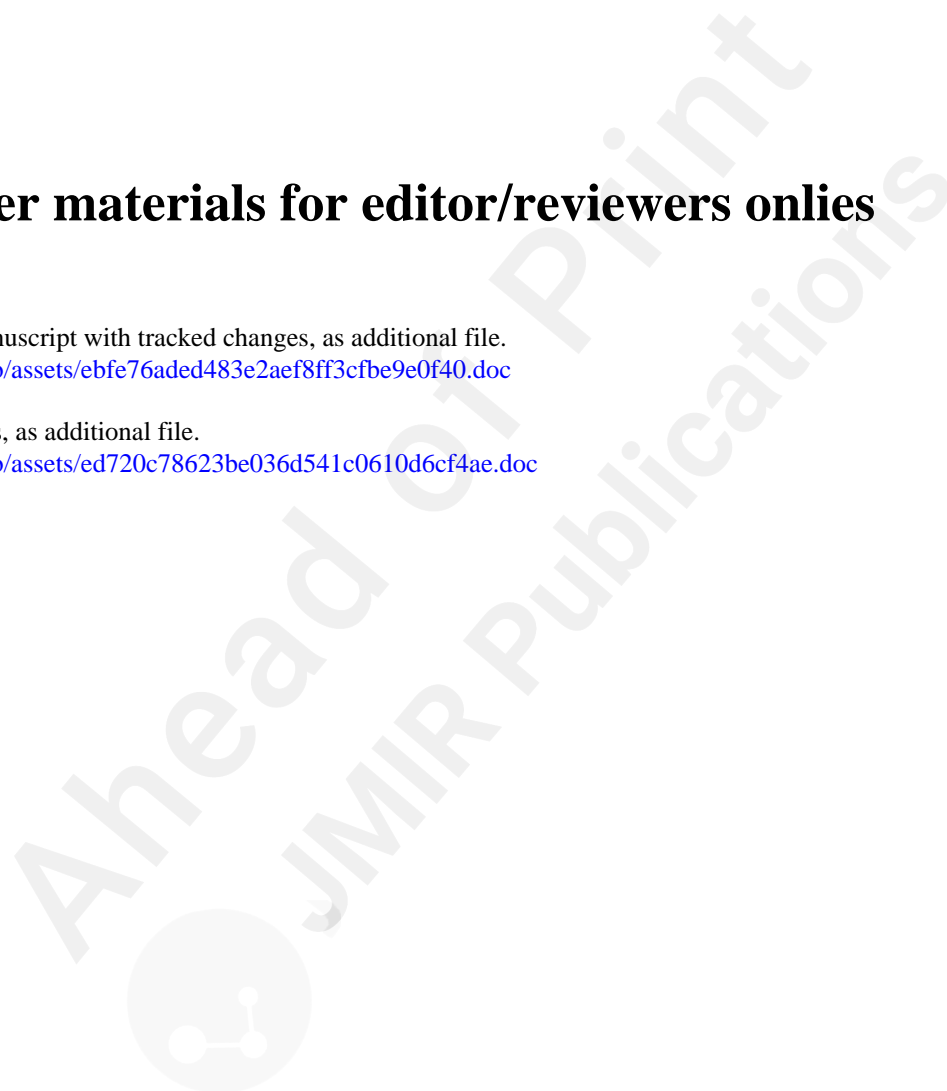 er materials for editor/reviewers onlies
nuscript with tracked changes, as additional file.
o/assets/ebfe76aded483e2aef8ff3cfbe9e0f40.doc
s, as additional file.
o/assets/ed720c78623be036d541c0610d6cf4ae.doc
Ahead of Print
JMIR Publications